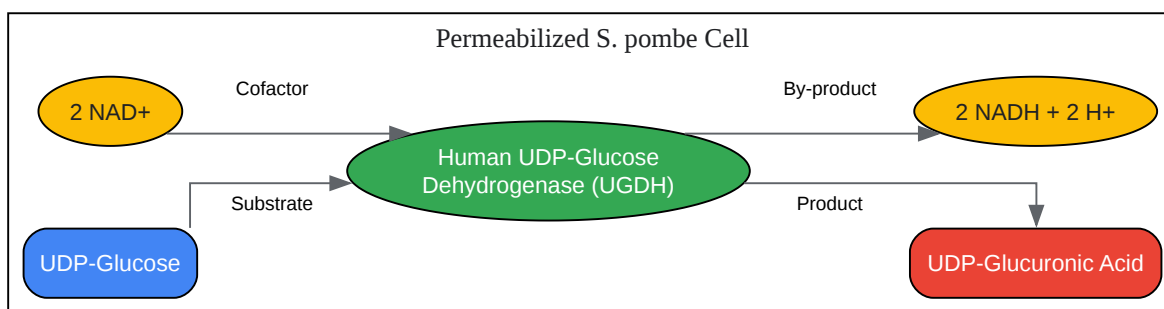 Permeabilized S. pombe Cell
2 NAD+
Cofactor
By-product
2 NADH + 2 H+
Human UDP-Glucose
Dehydrogenase (UGDH)
Substrate
Product
UDP-Glucose
UDP-Glucuronic Acid